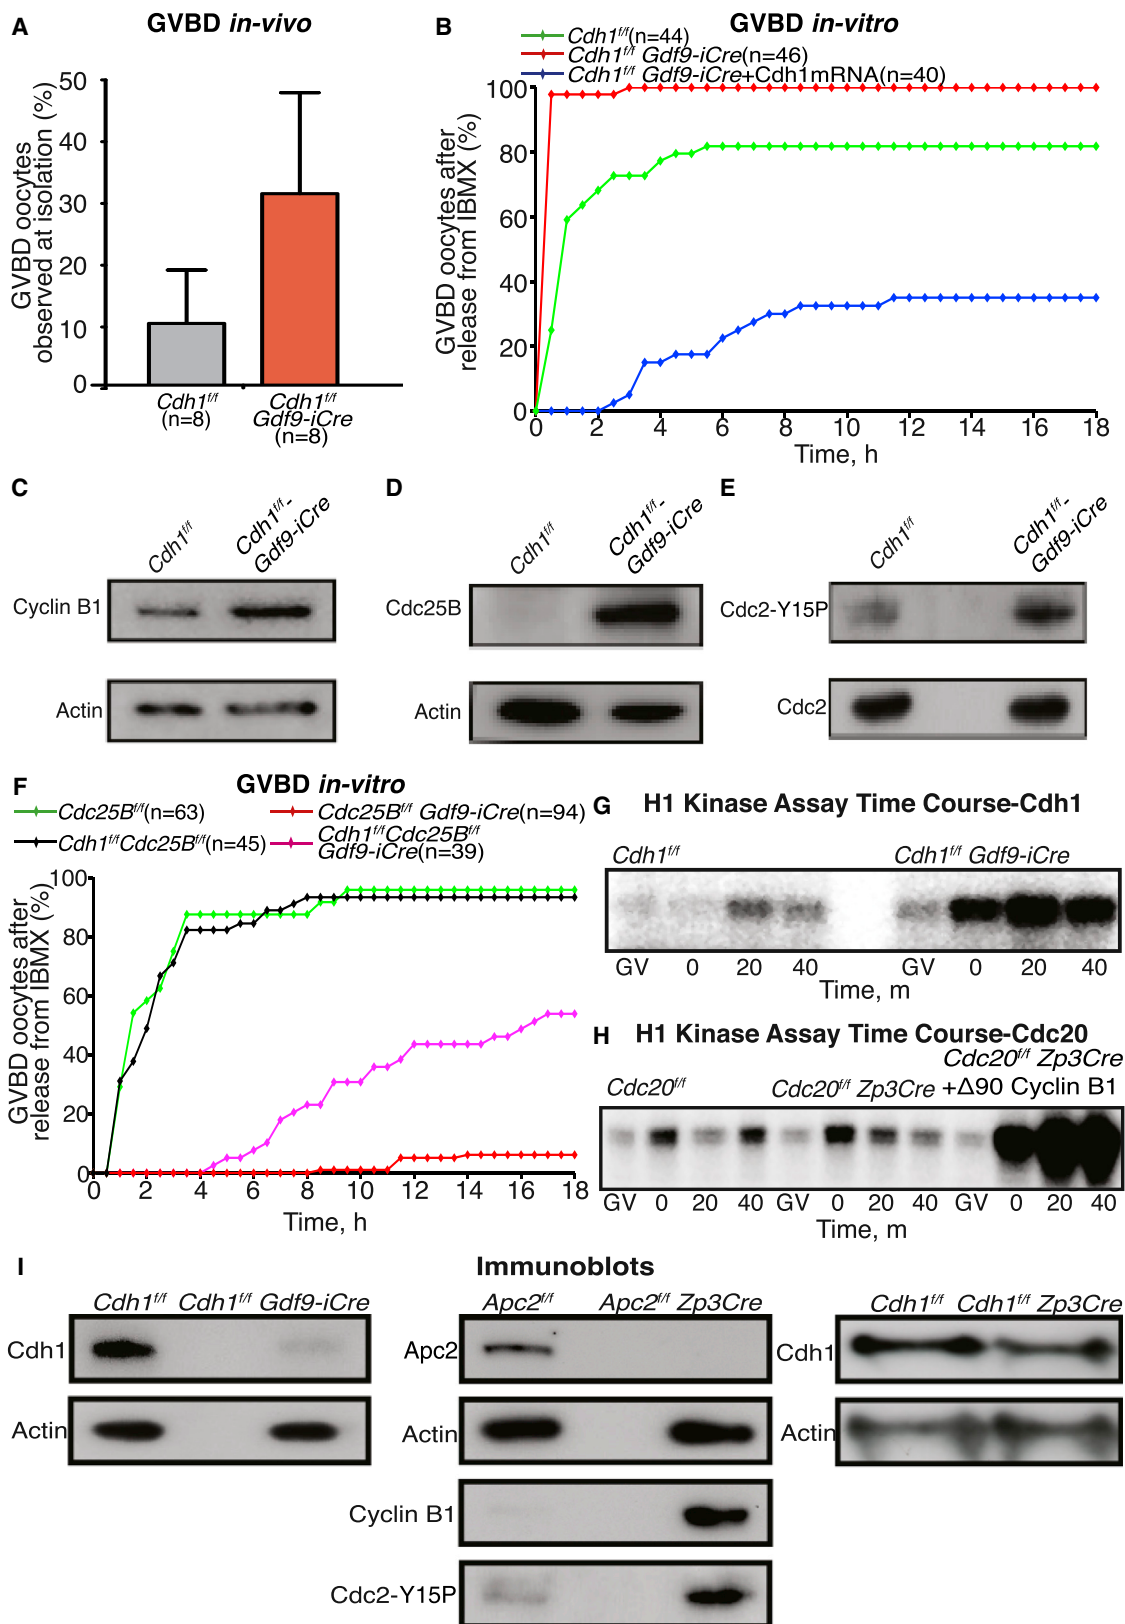 A
GVBD in-vivo
GVBD oocytes
observed at isolation (%)
50
40
30
20
10
0
Cdh1f/f
(n=8)
Cdh1f/f
Gdf9-iCre
(n=8)
B
GVBD in-vitro
Cdh1f/f(n=44)
Cdh1f/f Gdf9-iCre(n=46)
Cdh1f/f Gdf9-iCre+Cdh1mRNA(n=40)
GVBD oocytes after
release from IBMX (%)
100
80
60
40
20
0
0 2 4 6 8 10 12 14 16 18
Time, h
C
Cdh1f/f
Cdh1f/f-
Gdf9-iCre
Cyclin B1
Actin
D
Cdh1f/f
Cdh1f/f-
Gdf9-iCre
Cdc25B
Actin
E
Cdh1f/f
Cdh1f/f-
Gdf9-iCre
Cdc2-Y15P
Cdc2
F
GVBD in-vitro
Cdc25Bf/f(n=63)
Cdc25Bf/f Gdf9-iCre(n=94)
Cdh1f/fCdc25Bf/f(n=45)
Cdh1f/fCdc25Bf/f
Gdf9-iCre(n=39)
GVBD oocytes after
release from IBMX (%)
100
80
60
40
20
0
0 2 4 6 8 10 12 14 16 18
Time, h
G
H1 Kinase Assay Time Course-Cdh1
Cdh1f/f
Cdh1f/f Gdf9-iCre
GV 0 20 40 GV 0 20 40
Time, m
H
H1 Kinase Assay Time Course-Cdc20
Cdc20f/f
Cdc20f/f Zp3Cre
Cdc20f/f Zp3Cre
+Δ90 Cyclin B1
GV 0 20 40 GV 0 20 40 GV 0 20 40
Time, m
I
Immunoblots
Cdh1f/f Cdh1f/f Gdf9-iCre
Cdh1
Actin
Apc2f/f Apc2f/f Zp3Cre
Apc2
Actin
Cyclin B1
Cdc2-Y15P
Cdh1f/f Cdh1f/f Zp3Cre
Cdh1
Actin